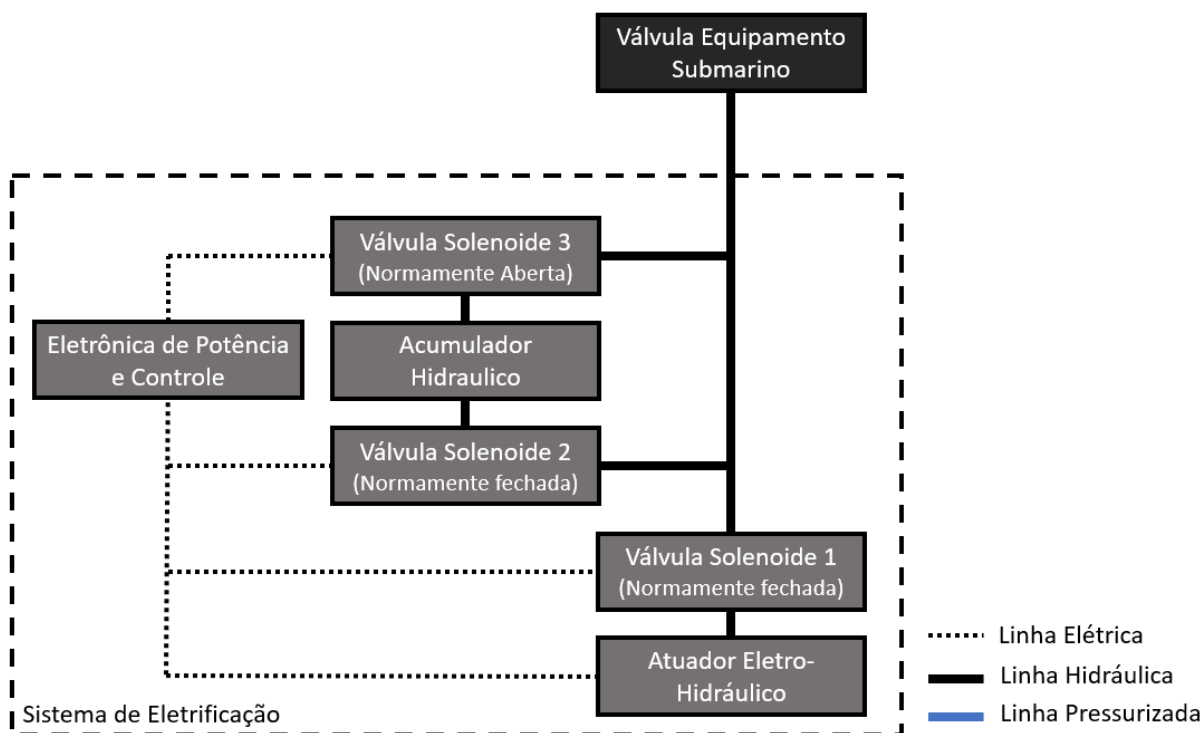 Válvula Equipamento
Submarino
Válvula Solenoide 3
(Normamente Aberta)
Eletrônica de Potência
e Controle
Acumulador
Hidraulico
Válvula Solenoide 2
(Normamente fechada)
Válvula Solenoide 1
(Normamente fechada)
Atuador Eletro-
Hidráulico
Sistema de Eletrificação
Linha Elétrica
Linha Hidráulica
Linha Pressurizada